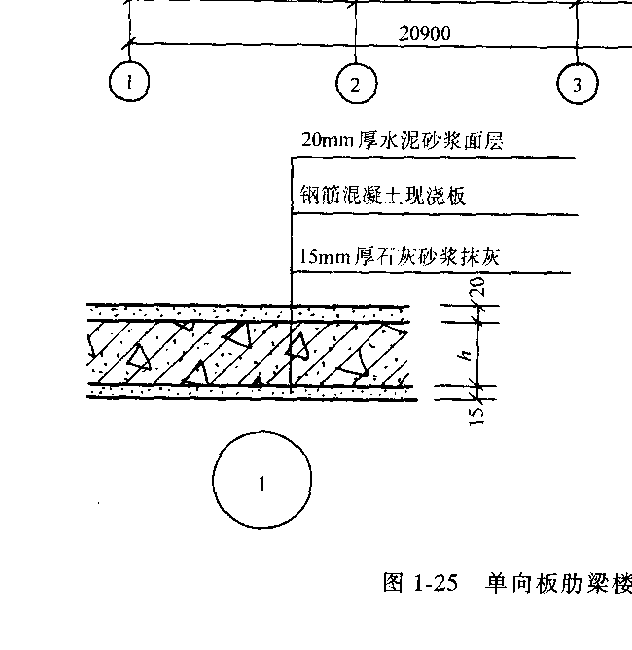 20900
1 2 3
20mm厚水泥砂浆面层
钢筋混凝土现浇板
15mm厚石灰砂浆抹灰
20
h
15
1
图 1-25 单向板肋梁楼